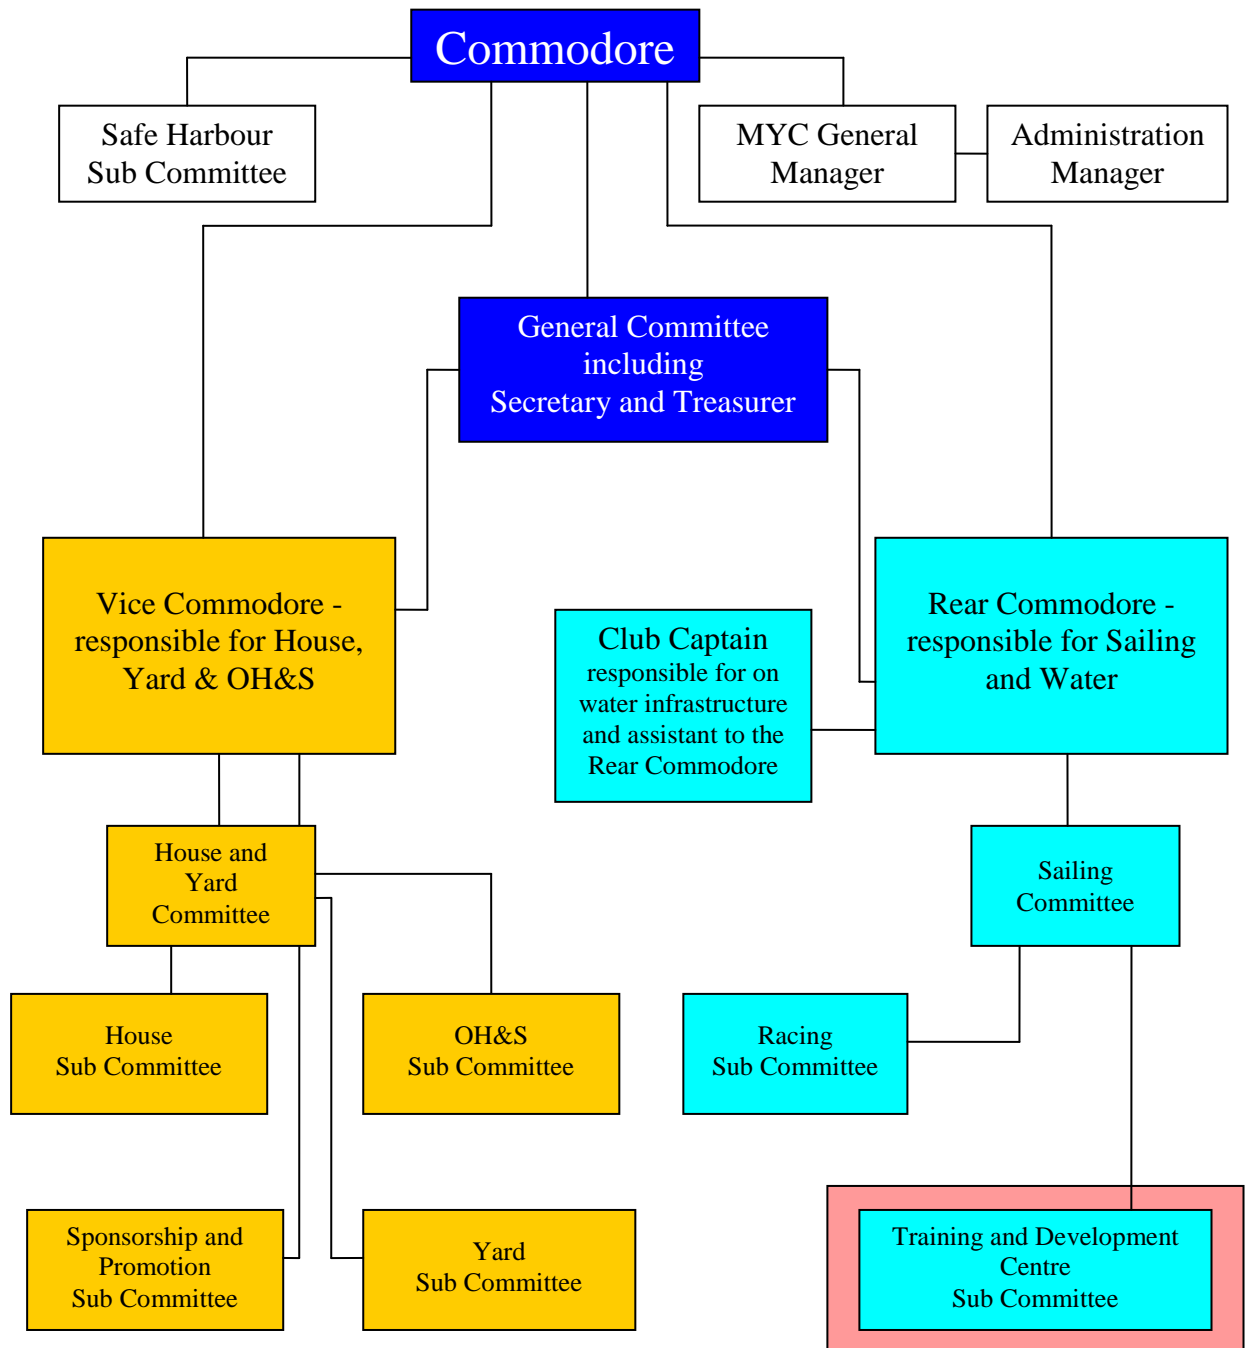 Commodore
Safe Harbour
Sub Committee
MYC General
Manager
Administration
Manager
General Committee
including
Secretary and Treasurer
Vice Commodore -
responsible for House,
Yard & OH&S
Club Captain
responsible for on
water infrastructure
and assistant to the
Rear Commodore
Rear Commodore -
responsible for Sailing
and Water
House and
Yard
Committee
Sailing
Committee
House
Sub Committee
OH&S
Sub Committee
Racing
Sub Committee
Sponsorship and
Promotion
Sub Committee
Yard
Sub Committee
Training and Development
Centre
Sub Committee